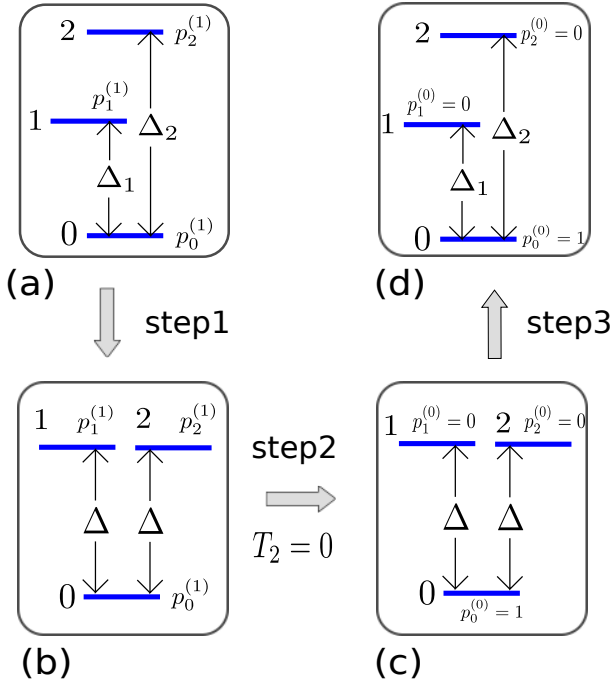 2 p_2^{(1)}
p_1^{(1)}
1
Δ_2
Δ_1
0 p_0^{(1)}
(a)
step1
2 p_2^{(0)} = 0
p_1^{(0)} = 0
1
Δ_2
Δ_1
0 p_0^{(0)} = 1
(d)
step3
1 p_1^{(1)} 2 p_2^{(1)}
Δ Δ
0 p_0^{(1)}
(b)
step2
T_2 = 0
1 p_1^{(0)} = 0 2 p_2^{(0)} = 0
Δ Δ
0
p_0^{(0)} = 1
(c)